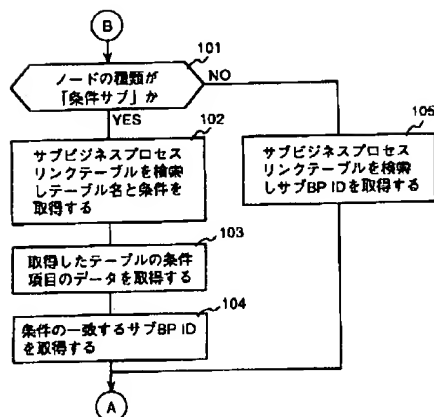 B
101
ノードの種類が
「条件サブ」か
NO
YES
102
サブビジネスプロセス
リンクテーブルを検索
しテーブル名と条件を
取得する
105
サブビジネスプロセス
リンクテーブルを検索
しサブBP IDを取得する
103
取得したテーブルの条件
項目のデータを取得する
104
条件の一致するサブBP ID
を取得する
A